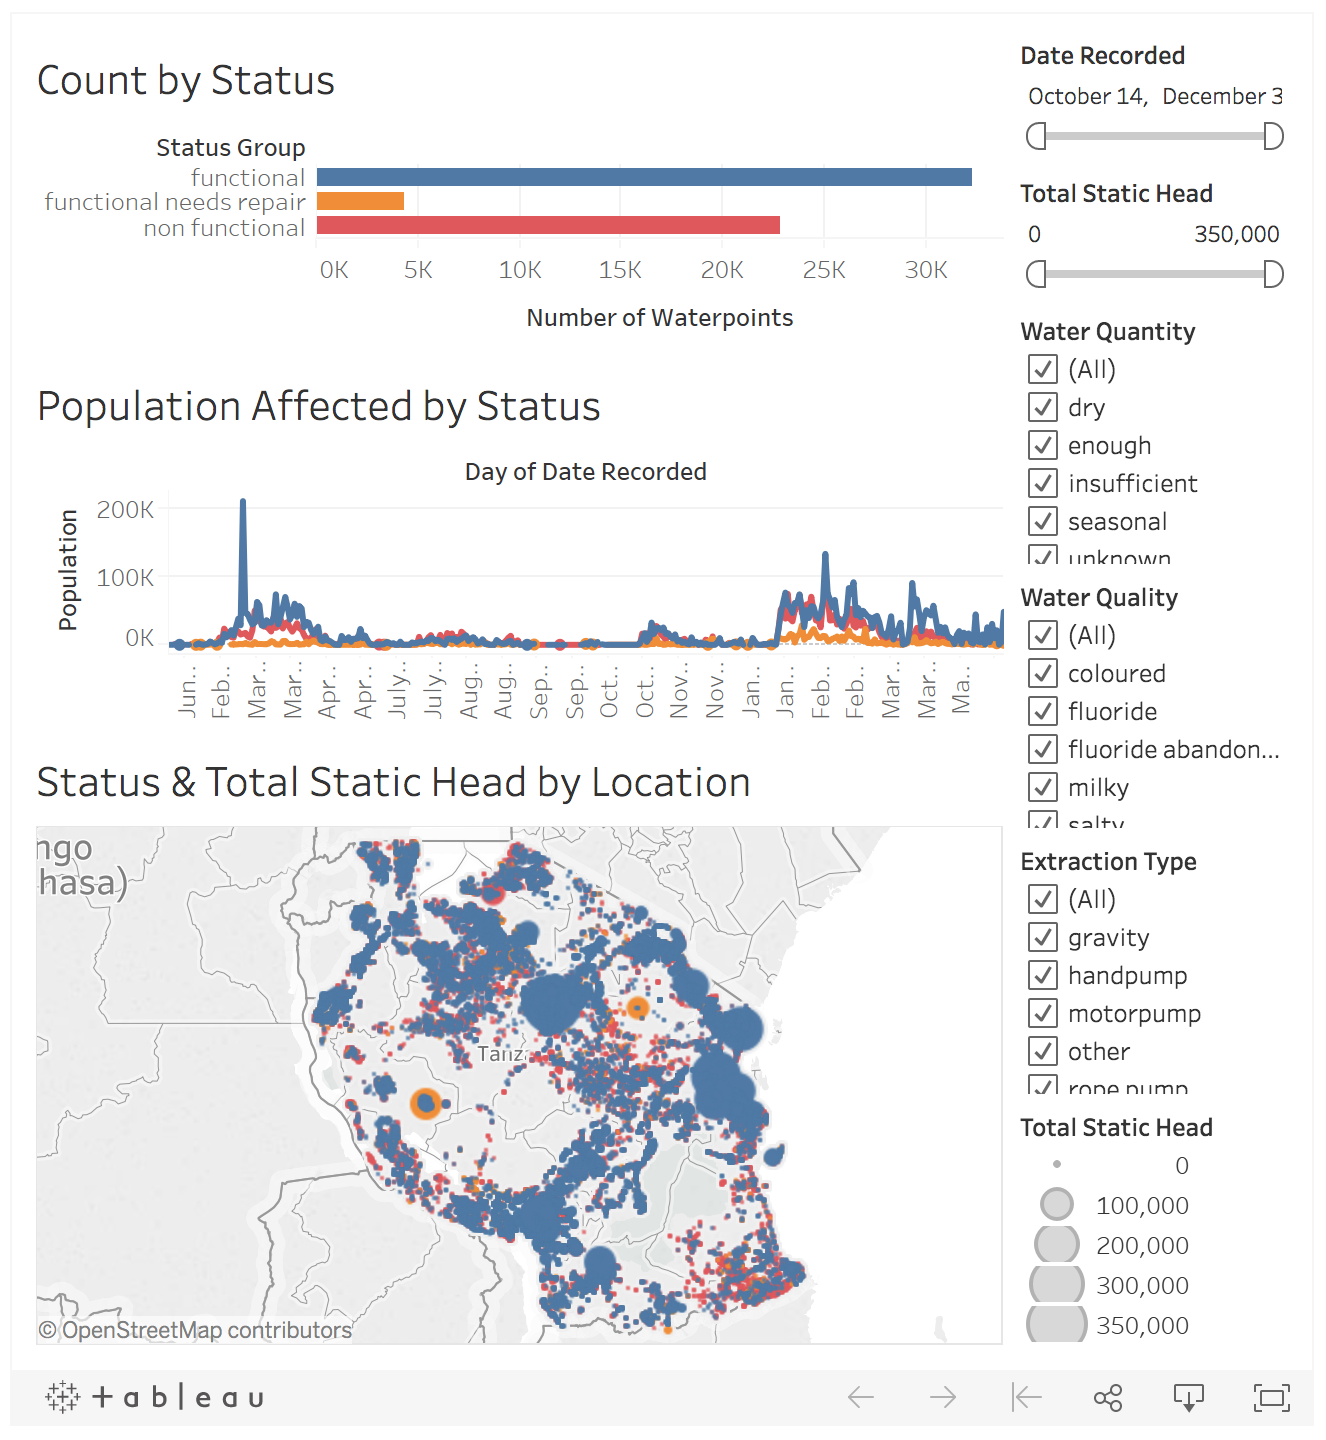 Count by Status
Status Group
functional
functional needs repair
non functional
0K 5K 10K 15K 20K 25K 30K
Number of Waterpoints
Population Affected by Status
Day of Date Recorded
Population
200K
100K
0K
Jun.. Feb.. Mar.. Mar.. Apr.. Apr.. July.. July.. Aug.. Aug.. Sep.. Sep.. Oct.. Oct.. Nov.. Nov.. Jan.. Jan.. Feb.. Feb.. Mar.. Mar.. Ma..
Status & Total Static Head by Location
ngo
hasa)
Tanz
© OpenStreetMap contributors
Date Recorded
October 14, December 3
Total Static Head
0 350,000
Water Quantity
(All)
dry
enough
insufficient
seasonal
unknown
Water Quality
(All)
coloured
fluoride
fluoride abandon...
milky
salty
Extraction Type
(All)
gravity
handpump
motorpump
other
rope pump
Total Static Head
0
100,000
200,000
300,000
350,000
+ableau